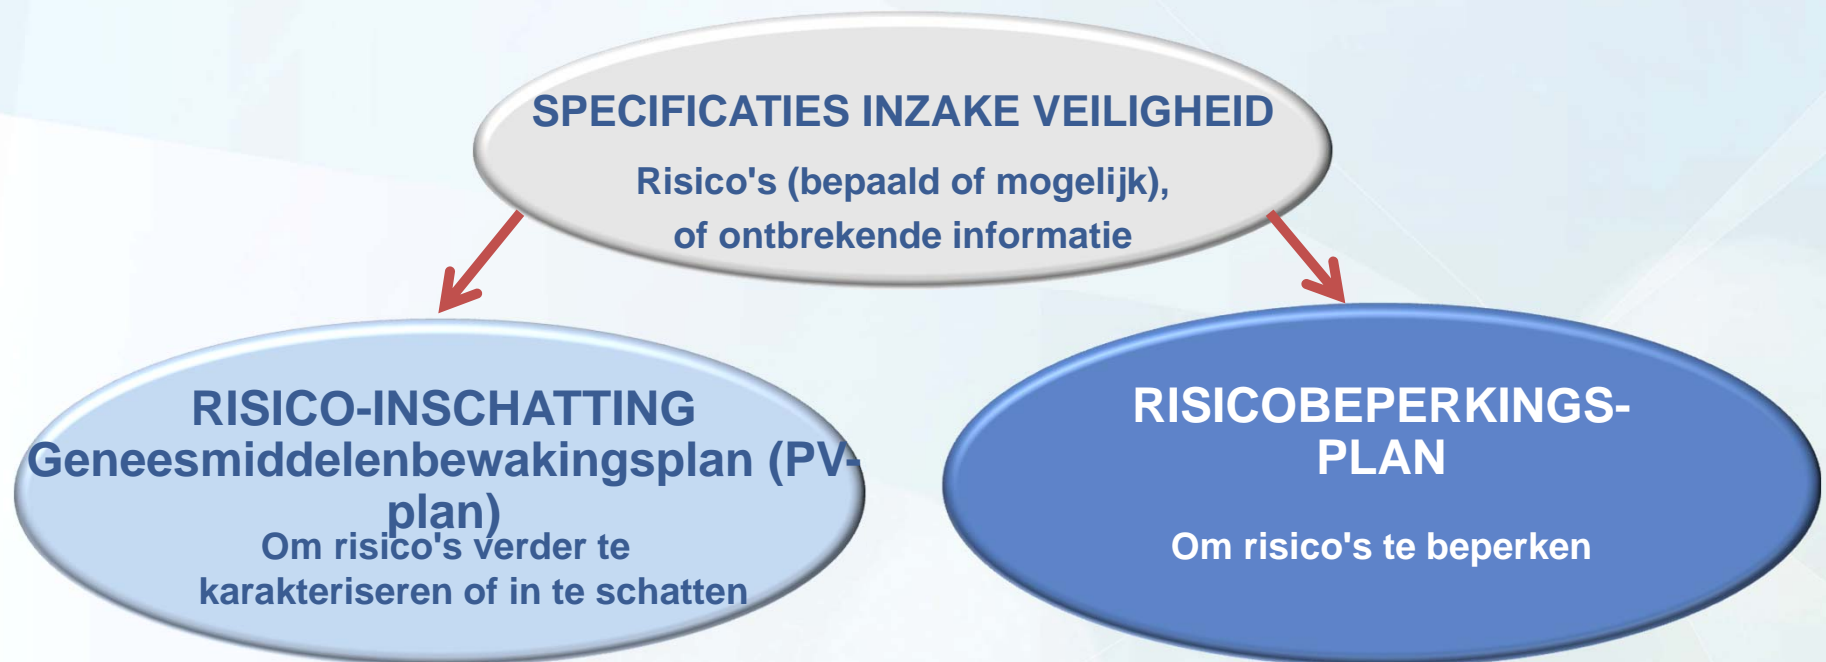 SPECIFICATIES INZAKE VEILIGHEID
Risico's (bepaald of mogelijk),
of ontbrekende informatie
RISICO-INSCHATTING
Geneesmiddelenbewakingsplan (PV-
plan)
Om risico's verder te
karakteriseren of in te schatten
RISICOBEPERKINGS-
PLAN
Om risico's te beperken